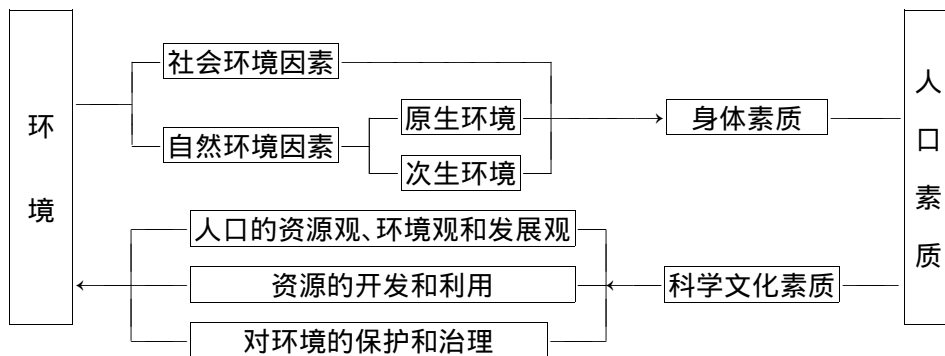 环境
社会环境因素
自然环境因素
原生环境
次生环境
身体素质
人口素质
人口的资源观、环境观和发展观
资源的开发和利用
对环境的保护和治理
科学文化素质